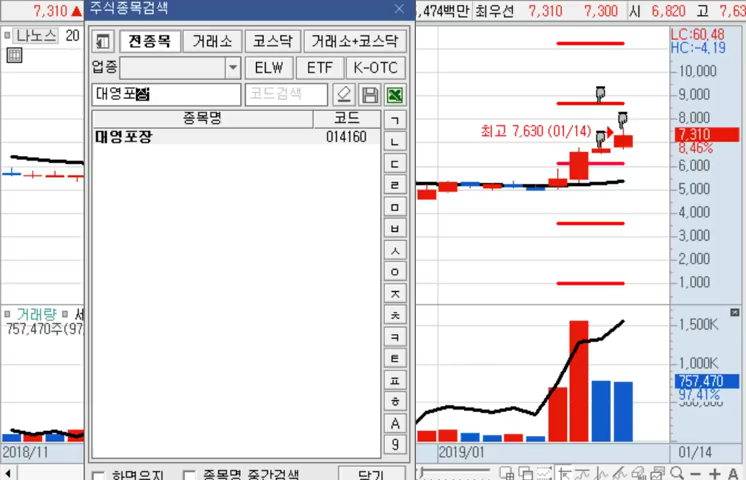 7,310 ▲
주식종목검색
,474백만 최우선 7,310 7,300 시 6,820 고 7,63
나노스 20
전종목 거래소 코스닥 거래소+코스닥
업종 ELW ETF K-OTC
대영포장 코드검색
종목명 코드
대영포장 014160
ㄱ
ㄴ
ㄷ
ㄹ
ㅁ
ㅂ
ㅅ
ㅇ
ㅈ
ㅊ
ㅋ
ㅌ
ㅍ
ㅎ
A
9
화면유지 종목명 중간검색 닫기
LC:60,48
HC:-4,19
10,000
9,000
8,000
최고 7,630 (01/14)
7,310
8,46%
6,000
5,000
4,000
3,000
2,000
1,000
거래량
757,470주(97
1,500K
1,000K
757,470
97,41%
2018/11 2019/01 01/14